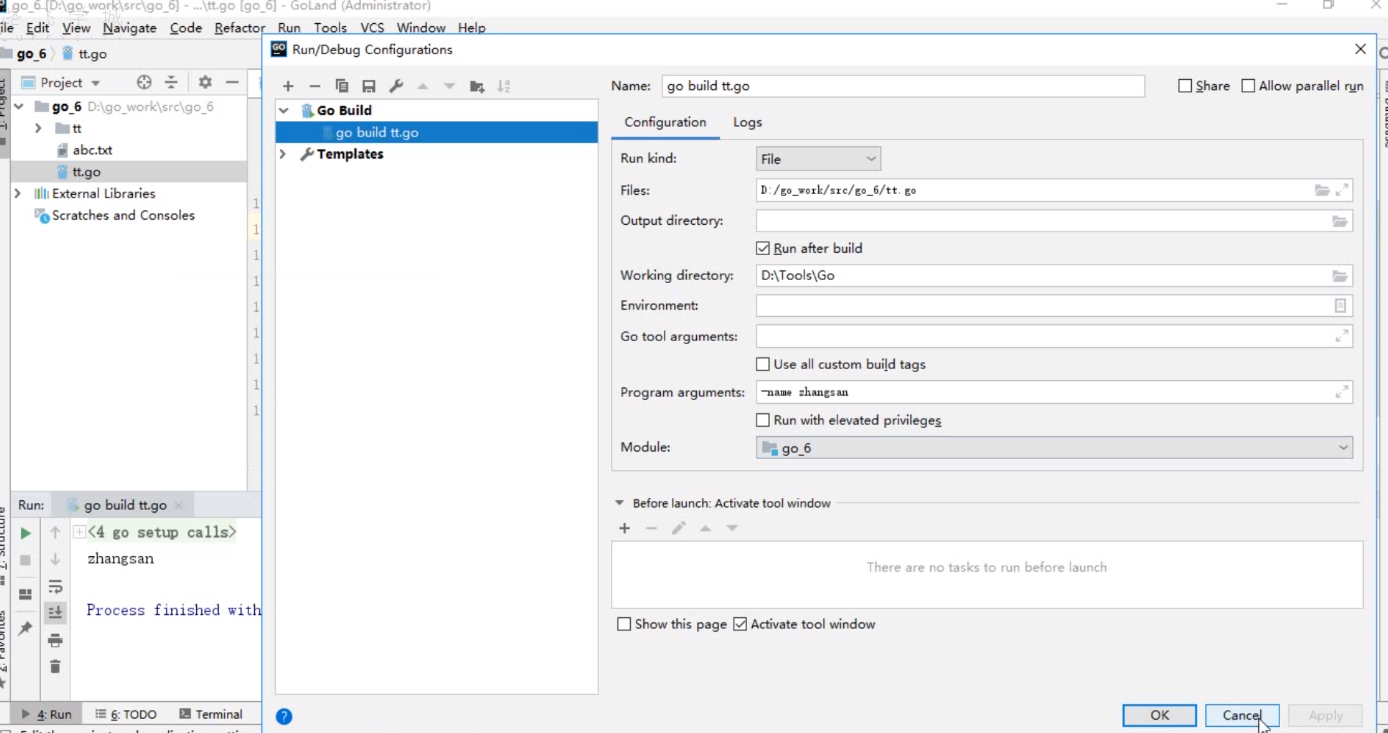 go_6 [D:\go_work\src\go_6] - ...\tt.go [go_6] - GoLand (Administrator)
ile Edit View Navigate Code Refactor Run Tools VCS Window Help
go_6 tt.go
Run/Debug Configurations
Project
go_6 D:\go_work\src\go_6
tt
abc.txt
tt.go
External Libraries
Scratches and Consoles
Go Build
go build tt.go
Templates
Name: go build tt.go
Share
Allow parallel run
Configuration Logs
Run kind: File
Files: D:/go_work/src/go_6/tt.go
Output directory:
Run after build
Working directory: D:\Tools\Go
Environment:
Go tool arguments:
Use all custom build tags
Program arguments: -name zhangsan
Run with elevated privileges
Module: go_6
Before launch: Activate tool window
There are no tasks to run before launch
Show this page Activate tool window
OK Cancel Apply
Run: go build tt.go
<4 go setup calls>
zhangsan
Process finished with
4: Run 6: TODO Terminal
1: Project
7: Structure
2: Favorites